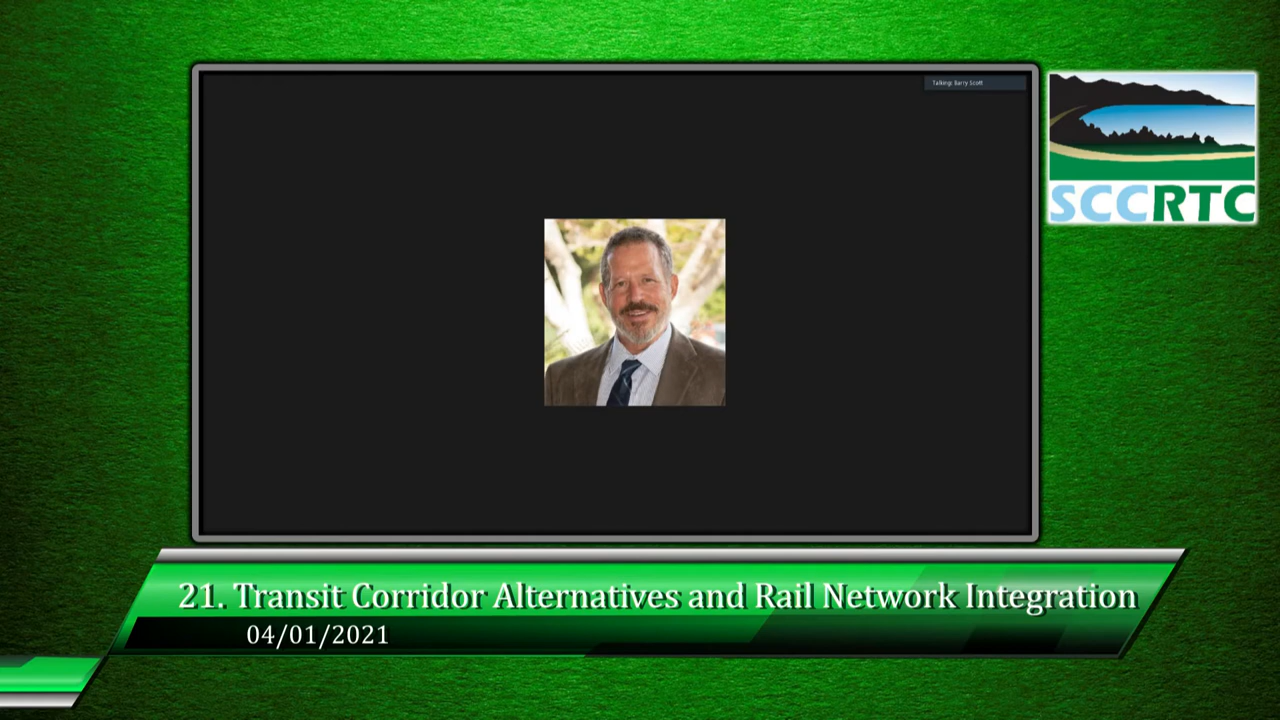 Talking: Barry Scott
SCCRTC
21. Transit Corridor Alternatives and Rail Network Integration
04/01/2021